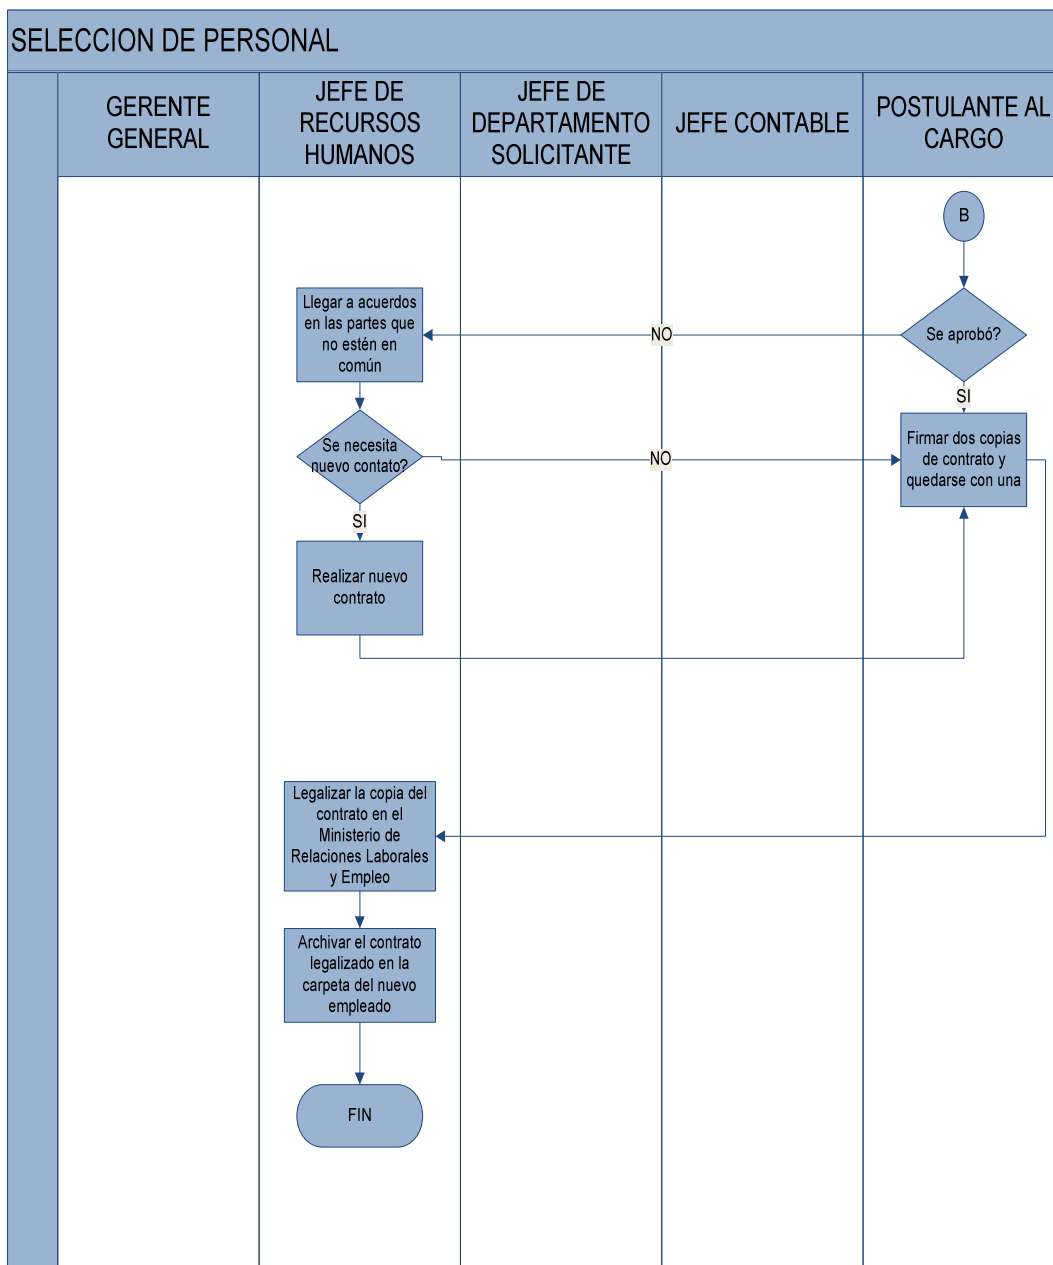 SELECCION DE PERSONAL
GERENTE
GENERAL
JEFE DE
RECURSOS
HUMANOS
JEFE DE
DEPARTAMENTO
SOLICITANTE
JEFE CONTABLE
POSTULANTE AL
CARGO
B
Llegar a acuerdos
en las partes que
no estén en
común
NO
Se aprobó?
SI
Se necesita
nuevo contato?
NO
Firmar dos copias
de contrato y
quedarse con una
SI
Realizar nuevo
contrato
Legalizar la copia del
contrato en el
Ministerio de
Relaciones Laborales
y Empleo
Archivar el contrato
legalizado en la
carpeta del nuevo
empleado
FIN